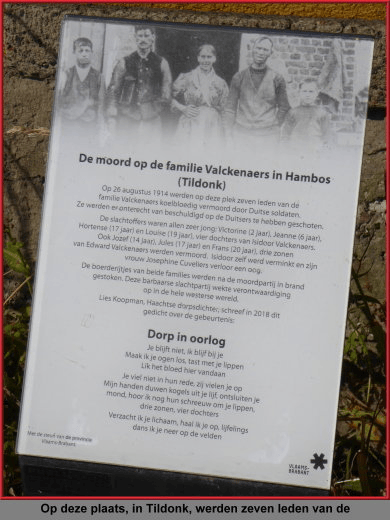 De moord op de familie Valckenaers in Hambos
(Tildonk)
Op 26 augustus 1914 werden op deze plek zeven leden van de
familie Valckenaers koelbloedig vermoord door Duitse soldaten.
Ze werden er onterecht van beschuldigd op de Duitsers te hebben geschoten.
De slachtoffers waren allen zeer jong: Victorine (2 jaar), Jeanne (6 jaar),
Hortense (17 jaar) en Louise (19 jaar), vier dochters van Isidoor Valckenaers.
Ook Jozef (14 jaar), Jules (17 jaar) en Frans (20 jaar), drie zonen
van Edward Valckenaers werden vermoord. Isidoor zelf werd verminkt en zijn
vrouw Josephine Cuveliers verloor een oog.
De boerderijtjes van beide families werden na de moordpartij in brand
gestoken. Deze barbaarse slachtpartij wekte verontwaardiging
op in de hele westerse wereld.
Lies Koopman, Haachtse dorpsdichter, schreef in 2018 dit
gedicht over de gebeurtenis:
Dorp in oorlog
Je blijft niet, ik blijf bij je
Maak ik je ogen los, tast met je lippen
Lik het bloed hier vandaan
Je viel niet in hun rede, zij vielen je op
Mijn handen duwen kogels uit je lijf, ontsluiten je
mond, hoor ik nog hun schreeuw om je lippen,
drie zonen, vier dochters
Verzacht ik je lichaam, haal ik je op, lijfelings
dans ik je neer op de velden
Met de steun van de provincie
Vlaams-Brabant
VLAAMS-
BRABANT
Op deze plaats, in Tildonk, werden zeven leden van de